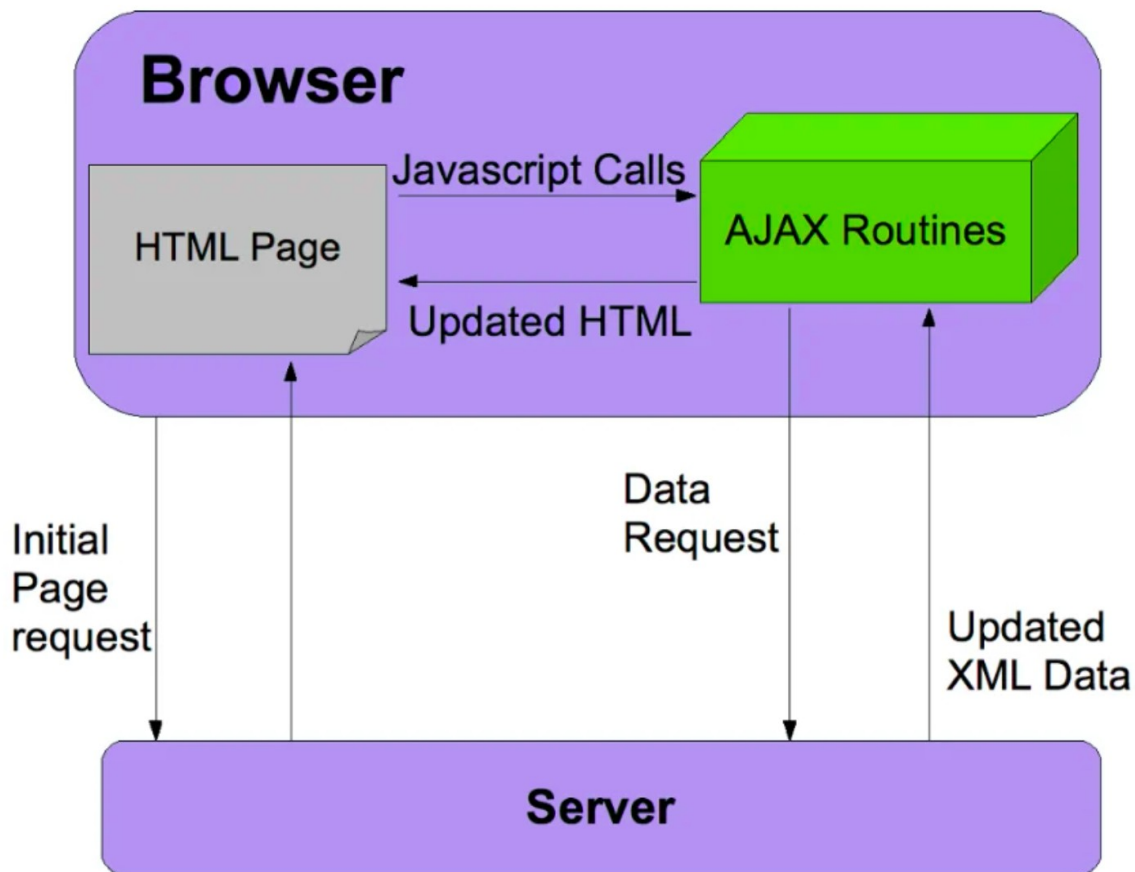 Browser
Javascript Calls
HTML Page
AJAX Routines
Updated HTML
Initial
Page
request
Data
Request
Updated
XML Data
Server